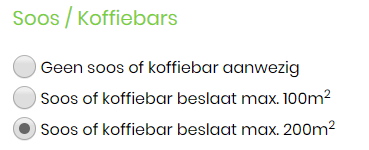 Soos / Koffiebars
Geen soos of koffiebar aanwezig
Soos of koffiebar beslaat max. 100m²
Soos of koffiebar beslaat max. 200m²